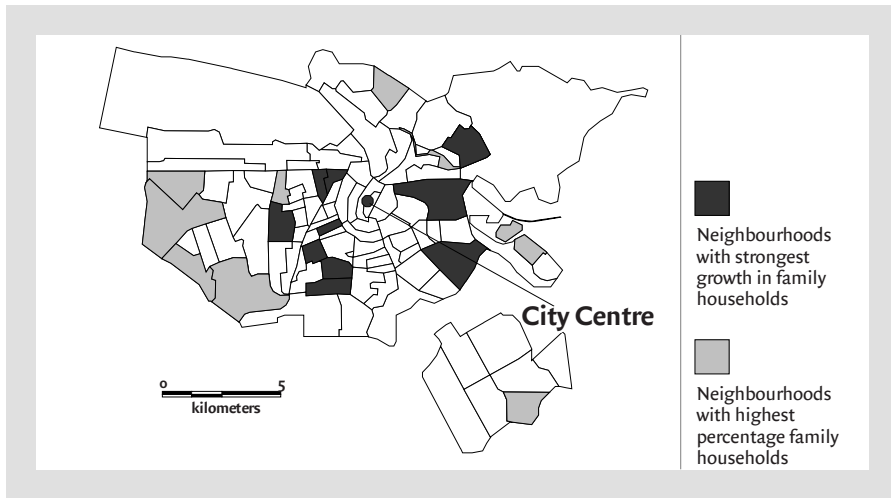 City Centre
0 5
kilometers
Neighbourhoods
with strongest
growth in family
households
Neighbourhoods
with highest
percentage family
households